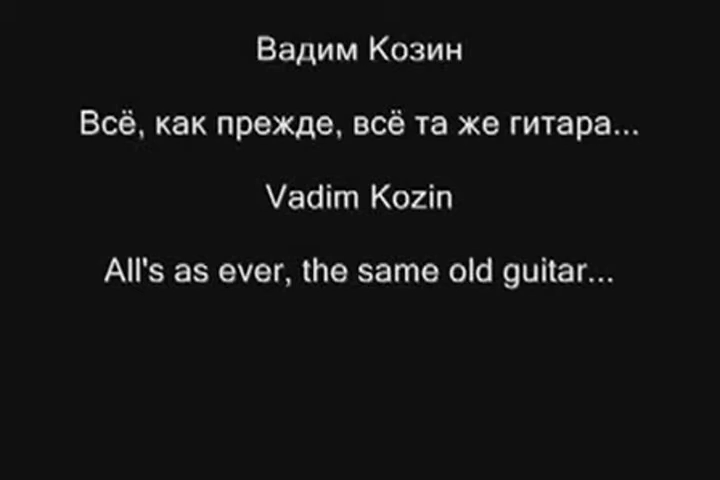 Вадим Козин
Всё, как прежде, всё та же гитара...
Vadim Kozin
All's as ever, the same old guitar...